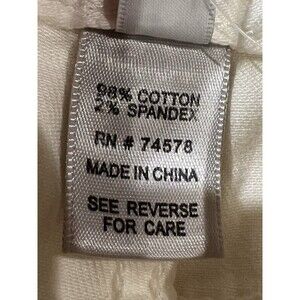 98% COTTON
2% SPANDEX
RN # 74578
MADE IN CHINA
SEE REVERSE
FOR CARE